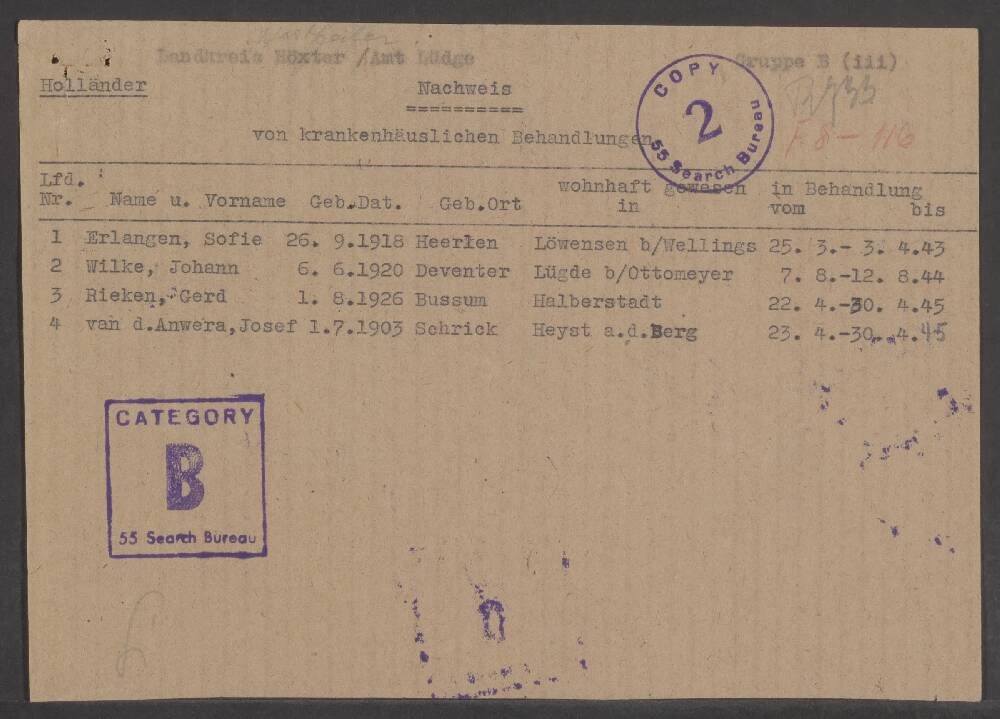 Landkreis Höxter /Amt Lüdge Gruppe B (iii)
Holländer Nachweis
von krankenhäuslichen Behandlungen
COPY
2
55 Search Bureau
F 8 - 116
Lfd. wohnhaft gewesen in Behandlung
Nr. Name u. Vorname Geb.Dat. Geb.Ort in vom bis
1 Erlangen, Sofie 26. 9.1918 Heerlen Löwensen b/Wellings 25. 3.- 3. 4.43
2 Wilke, Johann 6. 6.1920 Deventer Lügde b/Ottomeyer 7. 8.-12. 8.44
3 Rieken, Gerd 1. 8.1926 Bussum Halberstadt 22. 4.-30. 4.45
4 van d.Anwera,Josef 1.7.1903 Schrick Heyst a.d.Berg 23. 4.-30. 4.45
CATEGORY
B
55 Search Bureau